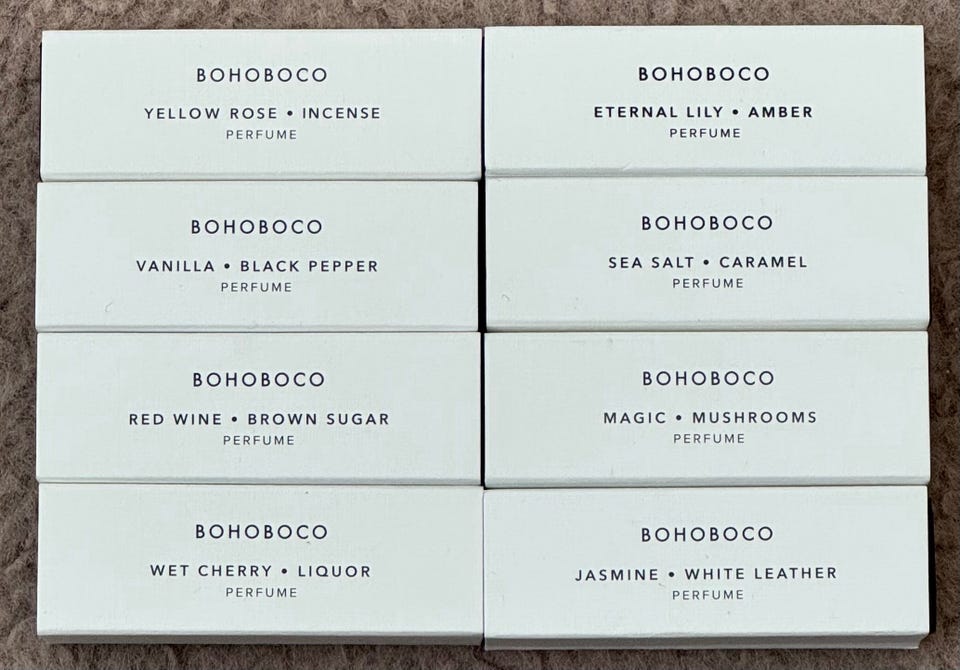 BOHOBOCO
YELLOW ROSE • INCENSE
PERFUME
BOHOBOCO
ETERNAL LILY • AMBER
PERFUME
BOHOBOCO
VANILLA • BLACK PEPPER
PERFUME
BOHOBOCO
SEA SALT • CARAMEL
PERFUME
BOHOBOCO
RED WINE • BROWN SUGAR
PERFUME
BOHOBOCO
MAGIC • MUSHROOMS
PERFUME
BOHOBOCO
WET CHERRY • LIQUOR
PERFUME
BOHOBOCO
JASMINE • WHITE LEATHER
PERFUME